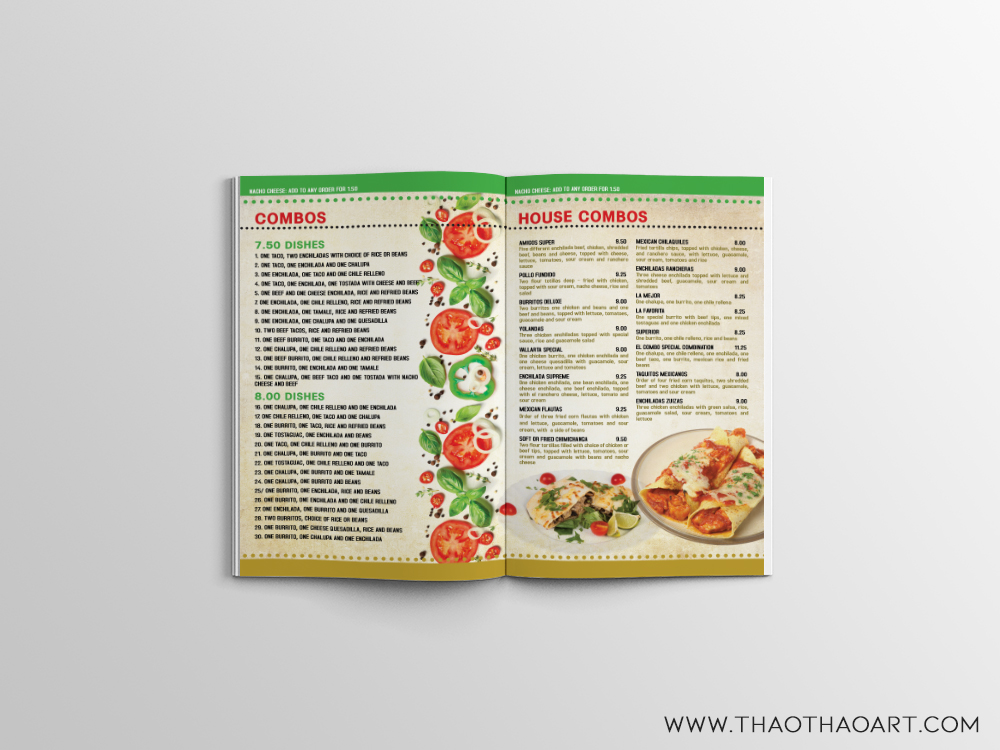 NACHO CHEESE: ADD TO ANY ORDER FOR 1.50
COMBOS
7.50 DISHES
1. ONE TACO, TWO ENCHILADAS WITH CHOICE OF RICE OR BEANS
2. ONE TACO, ONE ENCHILADA AND ONE CHALUPA
3. ONE ENCHILADA, ONE TACO AND ONE CHILE RELLENO
4. ONE TACO, ONE ENCHILADA, ONE TOSTADA WITH CHEESE AND BEEF
5. ONE BEEF AND ONE CHEESE ENCHILADA, RICE AND REFRIED BEANS
7. ONE ENCHILADA, ONE CHILE RELLENO, RICE AND REFRIED BEANS
8. ONE ENCHILADA, ONE TAMALE, RICE AND REFRIED BEANS
9. ONE ENCHILADA, ONE CHALUPA AND ONE QUESADILLA
10. TWO BEEF TACOS, RICE AND REFRIED BEANS
11. ONE BEEF BURRITO, ONE TACO AND ONE ENCHILADA
12. ONE CHALUPA, ONE CHILE RELLENO AND REFRIED BEANS
13. ONE BEEF BURRITO, ONE CHILE RELLENO AND REFRIED BEANS
14. ONE BURRITO, ONE ENCHILADA AND ONE TAMALE
15. ONE CHALUPA, ONE BEEF TACO AND ONE TOSTADA WITH NACHO
CHEESE AND BEEF
8.00 DISHES
16. ONE CHALUPA, ONE CHILE RELLENO AND ONE ENCHILADA
17. ONE CHILE RELLENO, ONE TACO AND ONE CHALUPA
18. ONE BURRITO, ONE TACO, RICE AND REFRIED BEANS
19. ONE TOSTAGUAC, ONE ENCHILADA AND BEANS
20. ONE TACO, ONE CHILE RELLENO AND ONE BURRITO
21. ONE CHALUPA, ONE BURRITO AND ONE TACO
22. ONE TOSTAGUAC, ONE CHILE RELLENO AND ONE TACO
23. ONE CHALUPA, ONE BURRITO AND ONE TAMALE
24. ONE CHALUPA, ONE BURRITO AND BEANS
25/ ONE BURRITO, ONE ENCHILADA, RICE AND BEANS
26. ONE BURRITO, ONE ENCHILADA AND ONE CHILE RELLENO
27. ONE ENCHILADA, ONE CHALUPA AND ONE QUESADILLA
28. TWO BURRITOS, CHOICE OF RICE OR BEANS
29. ONE BURRITO, ONE CHEESE QUESADILLA, RICE AND BEANS
30. ONE BURRITO, ONE CHALUPA AND ONE ENCHILADA
NACHO CHEESE: ADD TO ANY ORDER FOR 1.50
HOUSE COMBOS
AMIGOS SUPER 9.50
Five different enchilada beef, chicken, shredded
beef, beans and cheese, topped with cheese,
lettuce, tomatoes, sour cream and ranchero
sauce
POLLO FUNDIDO 8.25
Two flour tortillas deep - fried with chicken,
topped with rice, nacho cheese, rice and
salad
BURRITOS DELUXE 9.00
Two burritos one chicken and beans and one
beef and beans, topped with lettuce, tomatoes,
guacamole and sour cream
YOLANDAS 9.00
Three chicken enchiladas topped with special
sauce, rice and guacamole salad
VALLARTA SPECIAL 9.00
One chicken burrito, one chicken enchilada and
one cheese quesadilla with guacamole, sour
cream, lettuce and tomatoes
ENCHILADA SUPREME 9.25
One chicken enchilada, one bean enchilada, one
cheese enchilada, one beef enchilada, topped
with al ranchero cheese, lettuce, tomato and
sour cream
MEXICAN FLAUTAS 9.25
Order of three fried corn flautas with chicken
and lettuce, guacamole, tomatoes and sour
cream, with a side of beans
SOFT OR FRIED CHIMICHANGA 9.50
Two flour tortillas filled with choice of chicken or
beef tips, topped with lettuce, tomatoes, sour
cream and guacamole with beans and nacho
cheese
MEXICAN CHILAQUILES 8.00
Fried tortilla chips, topped with chicken, cheese,
and ranchero sauce, with lettuce, guacamole,
sour cream, tomatoes and rice
ENCHILADAS RANCHERAS 9.00
Three cheese enchiladas topped with lettuce and
shredded beef, guacamole, sour cream and
tomatoes
LA MEJOR 8.25
One chalupa, one burrito, one chile rellena
LA FAVORITA 8.25
One special burrito with beef tips, one mixed
tomaguac and one chicken enchilada
SUPERIOR 8.25
One burrito, one chile rellena, rice and beans
EL COMBO SPECIAL COMBINATION 11.25
One chalupa, one chile rellena, one enchilada, one
beef taco, one burrito, mexican rice and fried
beans
TAQUITOS MEXICANOS 8.00
Order of four fried corn taquitos, two shredded
beef and two chicken with lettuce, guacamole,
tomatoes and sour cream
ENCHILADAS ZUIZAS 9.00
Three chicken enchiladas with green salsa, rice,
guacamole salad, sour cream, tomatoes and
lettuce
WWW.THAOTHAOART.COM